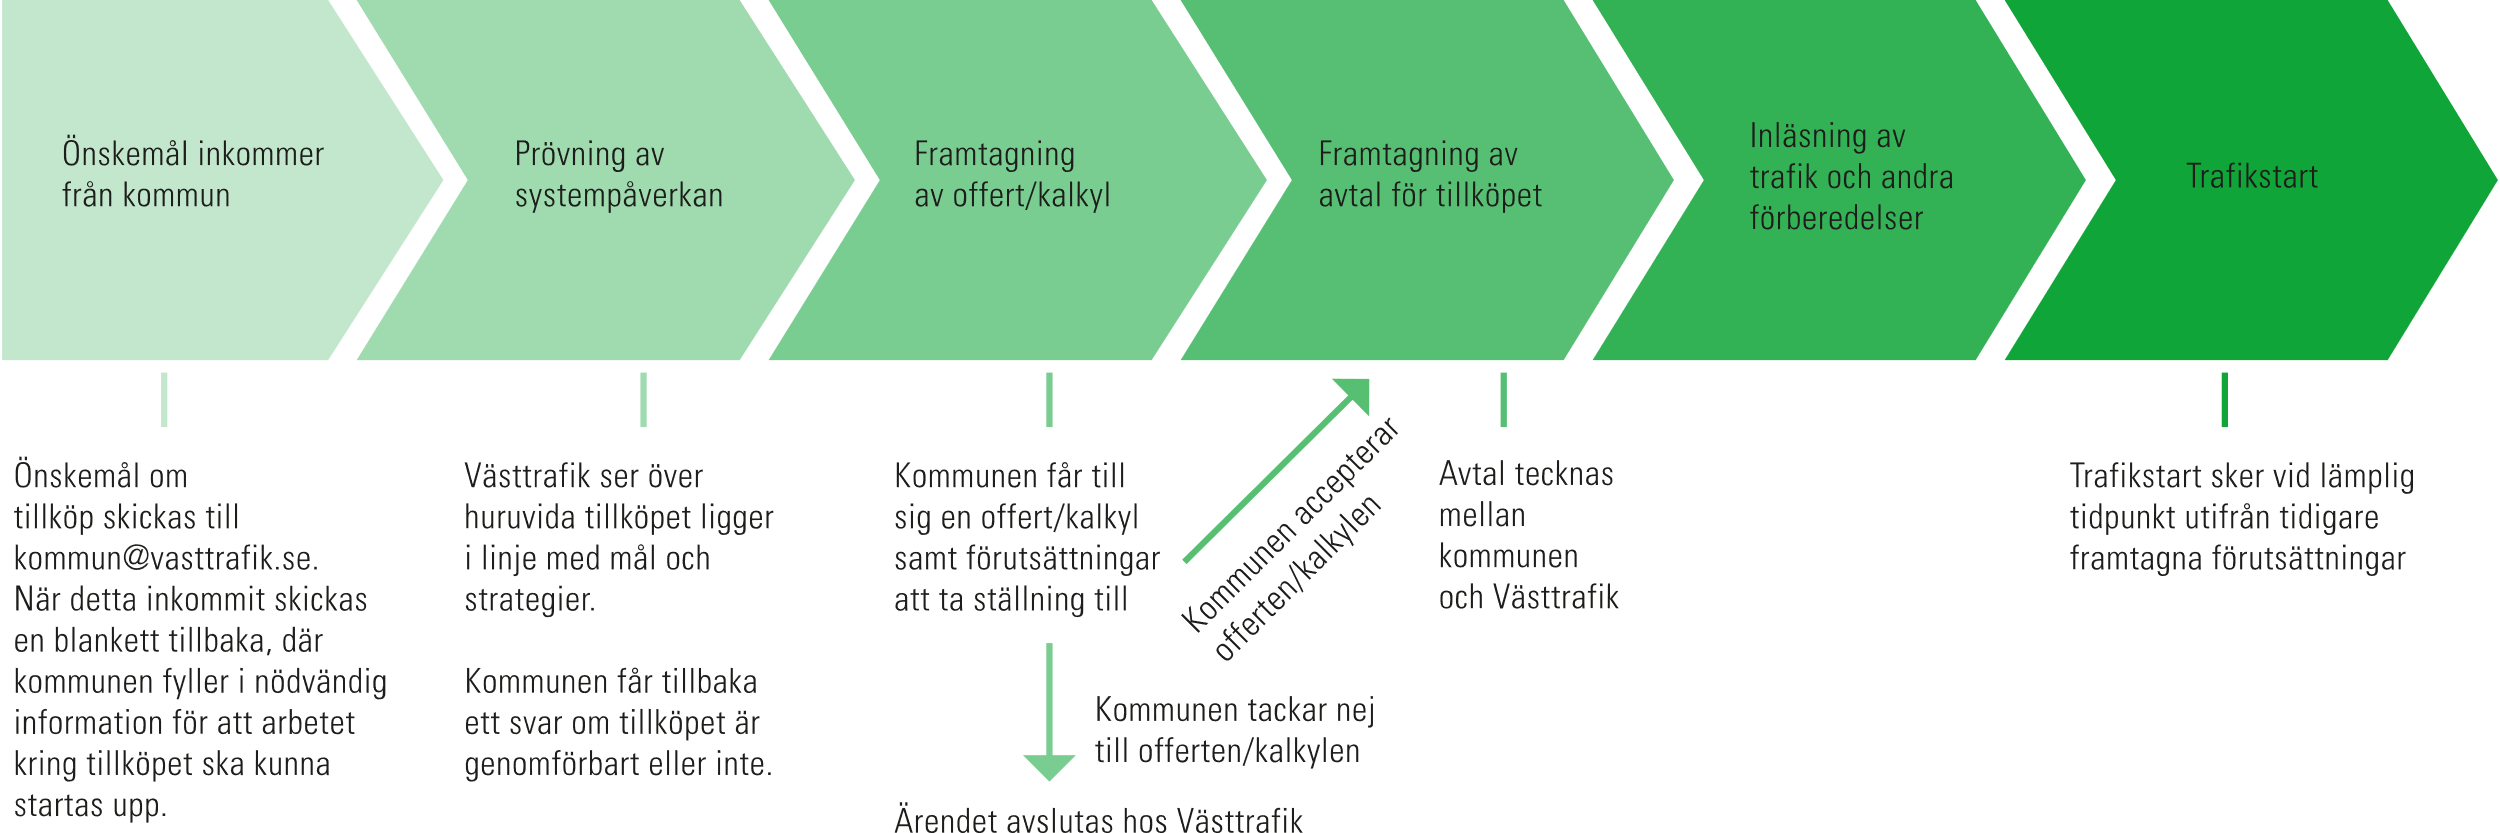 Önskemål inkommer
från kommun
Prövning av
systempåverkan
Framtagning
av offert/kalkyl
Framtagning av
avtal för tillköpet
Inläsning av
trafik och andra
förberedelser
Trafikstart
Önskemål om
tillköp skickas till
kommun@vasttrafik.se.
När detta inkommit skickas
en blankett tillbaka, där
kommunen fyller i nödvändig
information för att arbetet
kring tillköpet ska kunna
startas upp.
Västtrafik ser över
huruvida tillköpet ligger
i linje med mål och
strategier.
Kommunen får tillbaka
ett svar om tillköpet är
genomförbart eller inte.
Kommunen får till
sig en offert/kalkyl
samt förutsättningar
att ta ställning till
Kommunen accepterar
offerten/kalkylen
Kommunen tackar nej
till offerten/kalkylen
Ärendet avslutas hos Västtrafik
Avtal tecknas
mellan
kommunen
och Västtrafik
Trafikstart sker vid lämplig
tidpunkt utifrån tidigare
framtagna förutsättningar